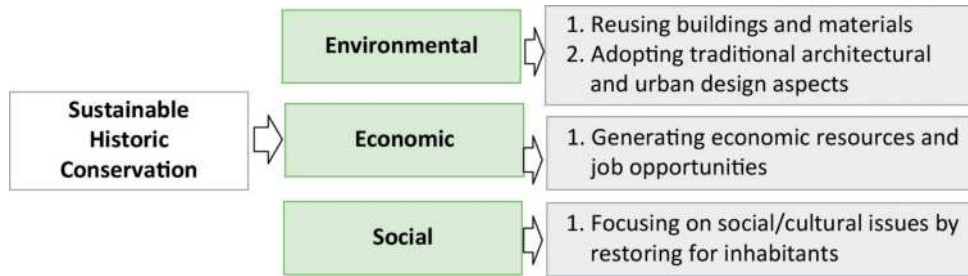 Sustainable
Historic
Conservation
Environmental
1. Reusing buildings and materials
2. Adopting traditional architectural
and urban design aspects
Economic
1. Generating economic resources and
job opportunities
Social
1. Focusing on social/cultural issues by
restoring for inhabitants